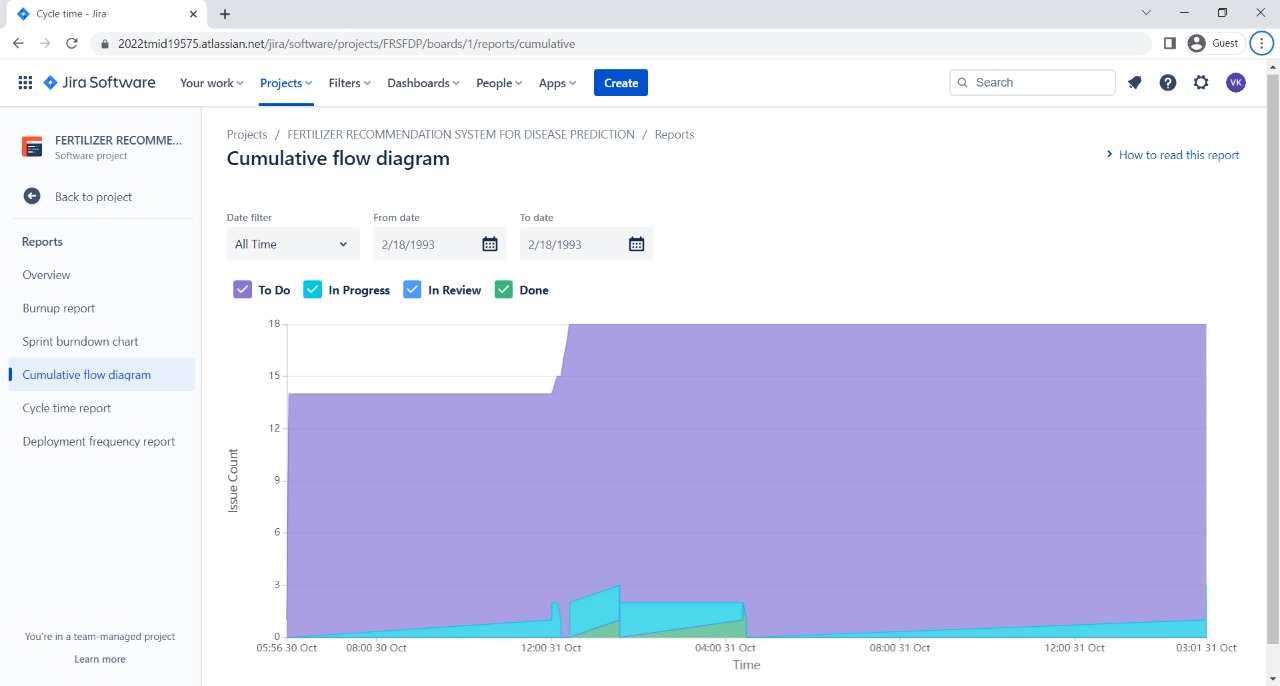 Cycle time - Jira
2022tmid19575.atlassian.net/jira/software/projects/FRSFDP/boards/1/reports/cumulative
Guest
Jira Software
Your work
Projects
Filters
Dashboards
People
Apps
Create
Search
VK
FERTILIZER RECOMME...
Software project
Back to project
Reports
Overview
Burnup report
Sprint burndown chart
Cumulative flow diagram
Cycle time report
Deployment frequency report
You're in a team-managed project
Learn more
Projects / FERTILIZER RECOMMENDATION SYSTEM FOR DISEASE PREDICTION / Reports
Cumulative flow diagram
How to read this report
Date filter
From date
To date
All Time
2/18/1993
2/18/1993
To Do
In Progress
In Review
Done
18
15
12
9
6
3
0
Issue Count
05:56 30 Oct
08:00 30 Oct
12:00 31 Oct
04:00 31 Oct
08:00 31 Oct
12:00 31 Oct
03:01 31 Oct
Time